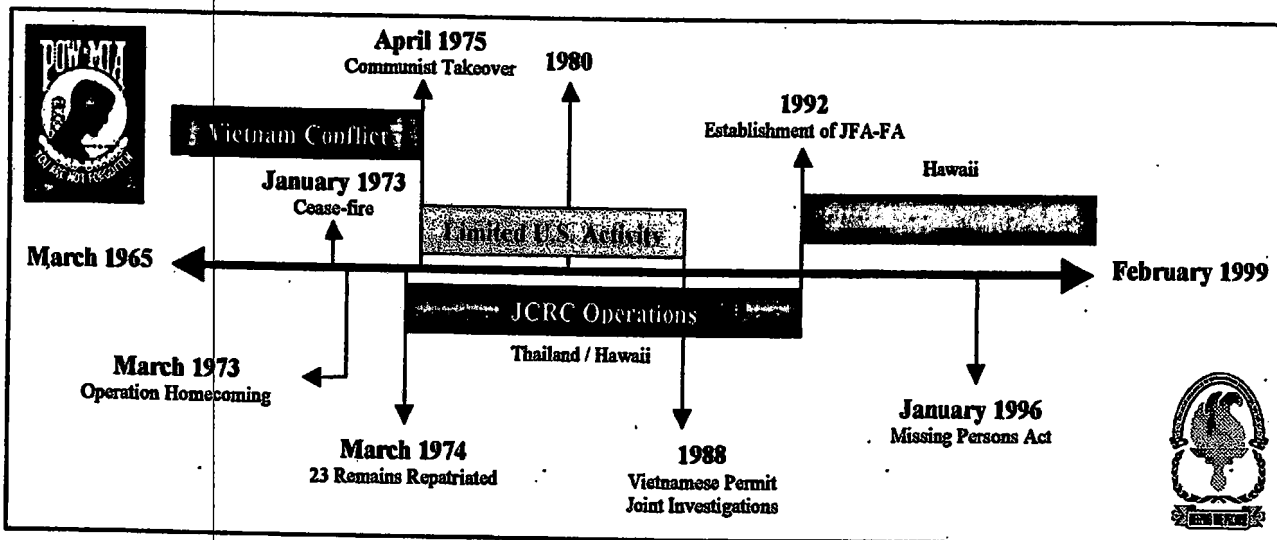 POW★MIA
YOU ARE NOT FORGOTTEN
April 1975
Communist Takeover
1980
1992
Establishment of JFA-FA
Vietnam Conflict
January 1973
Cease-fire
Hawaii
Limited U.S. Activity
March 1965
February 1999
JCRC Operations
Thailand / Hawaii
March 1973
Operation Homecoming
March 1974
23 Remains Repatriated
1988
Vietnamese Permit
Joint Investigations
January 1996
Missing Persons Act